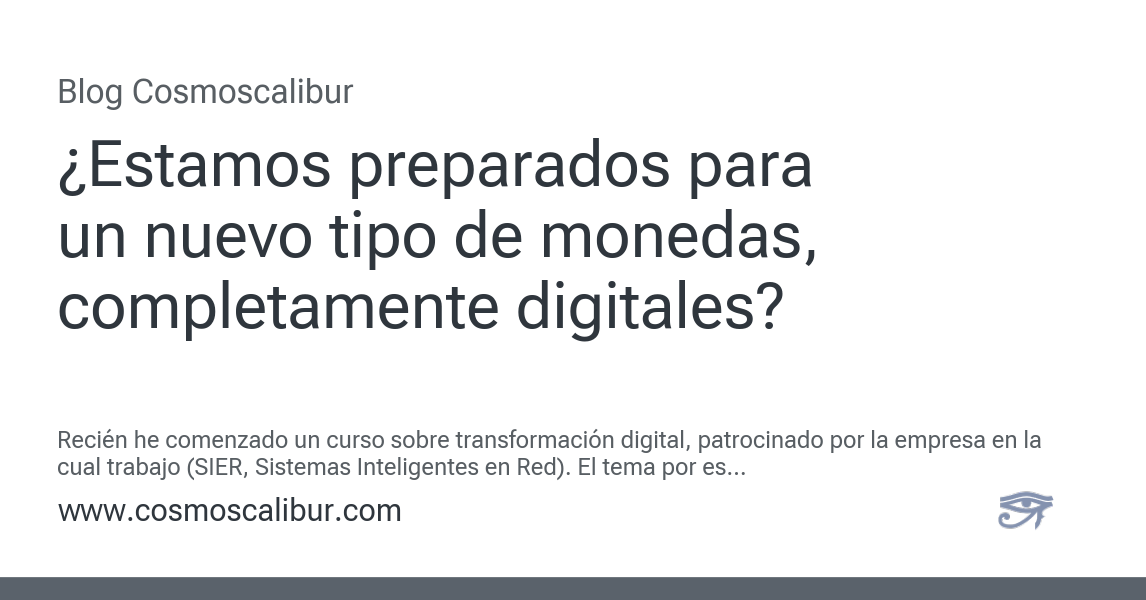 Blog Cosmoscalibur
¿Estamos preparados para
un nuevo tipo de monedas,
completamente digitales?
Recién he comenzado un curso sobre transformación digital, patrocinado por la empresa en la
cual trabajo (SIER, Sistemas Inteligentes en Red). El tema por es...
www.cosmoscalibur.com